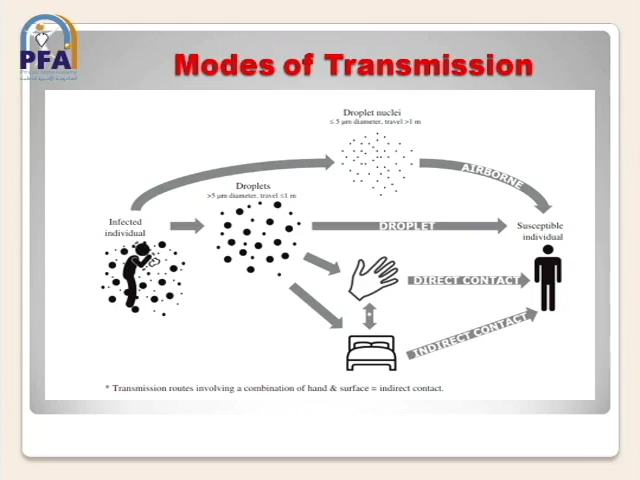 PFA
Modes of Transmission
Droplet nuclei
≤ 5 μm diameter, travel >1 m
AIRBORNE
Droplets
>5 μm diameter, travel ≤1 m
Infected
individual
DROPLET
Susceptible
individual
DIRECT CONTACT
*
INDIRECT CONTACT
* Transmission routes involving a combination of hand & surface = indirect contact.